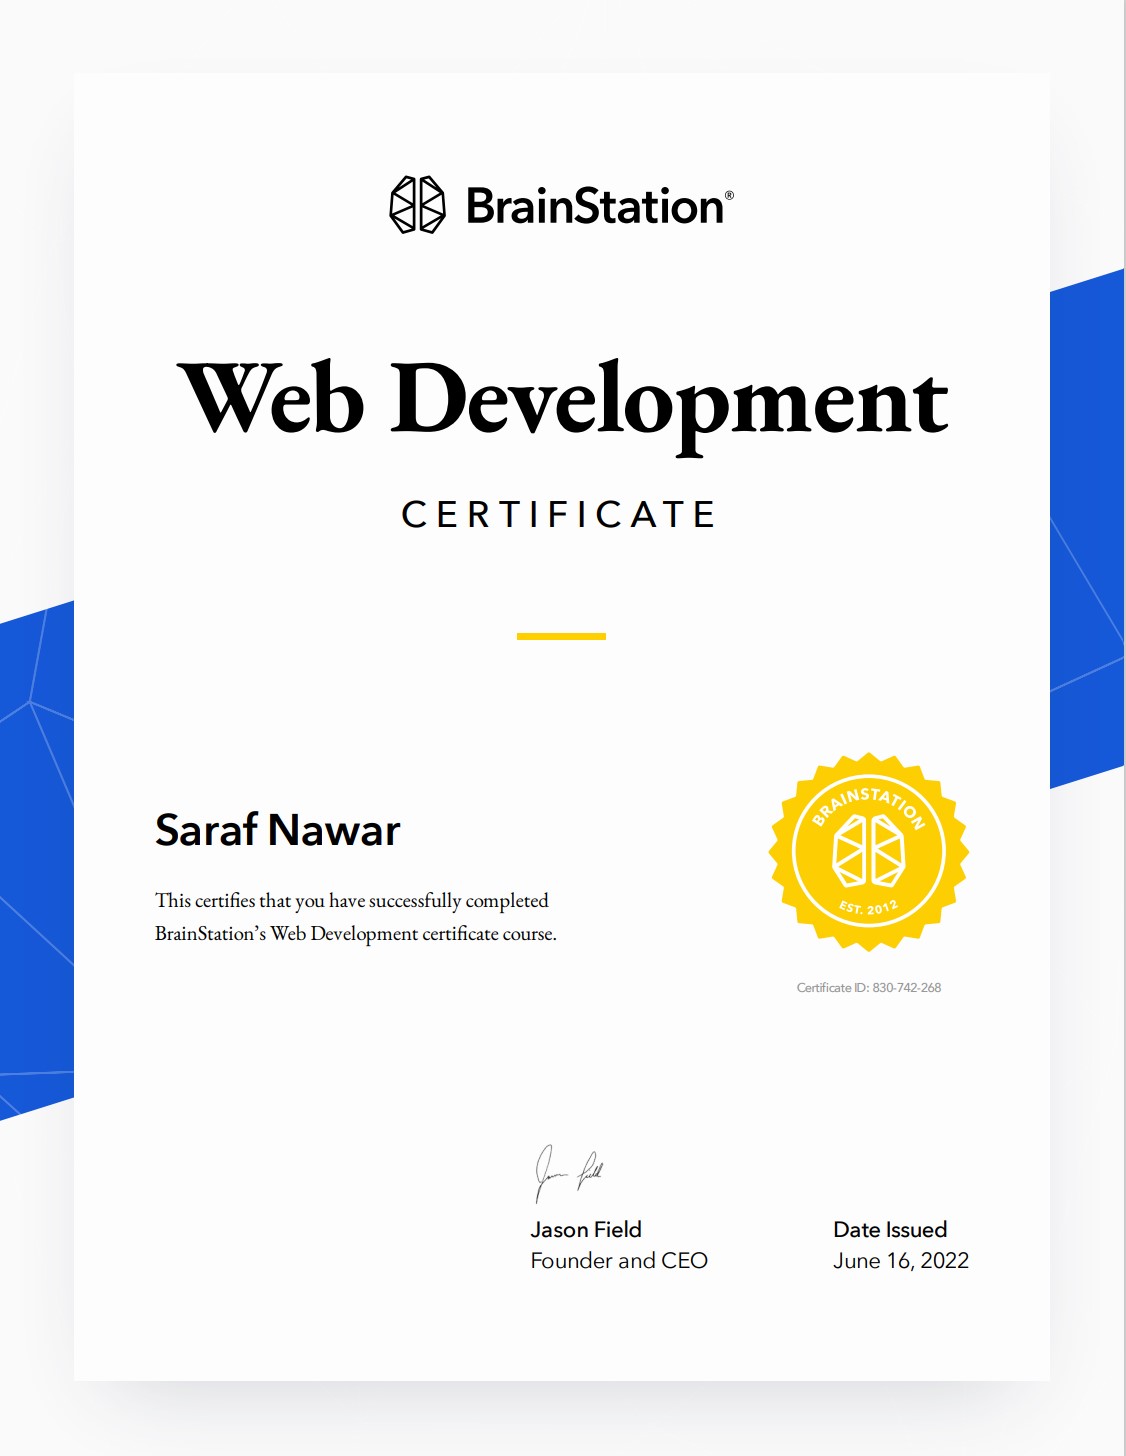 BrainStation®
Web Development
CERTIFICATE
Saraf Nawar
This certifies that you have successfully completed
BrainStation’s Web Development certificate course.
BRAINSTATION
EST. 2012
Certificate ID: 830-742-268
Jason Field
Jason Field
Founder and CEO
Date Issued
June 16, 2022